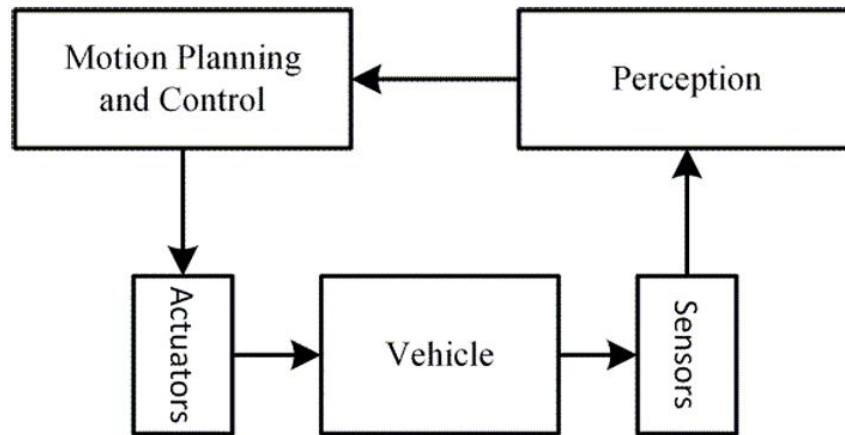 Motion Planning
and Control
Perception
Actuators
Vehicle
Sensors